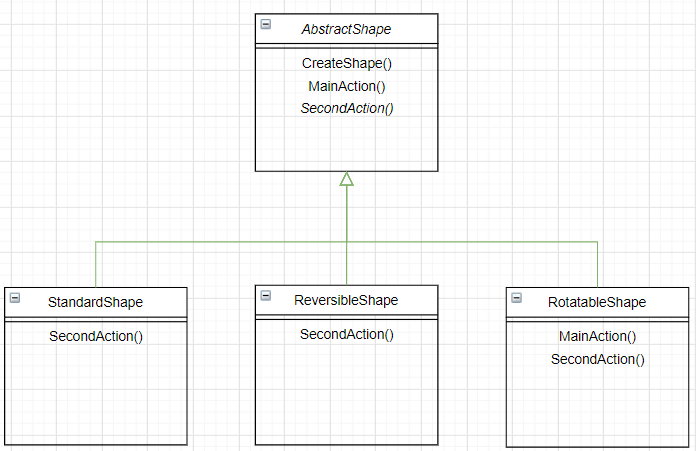 AbstractShape
CreateShape()
MainAction()
SecondAction()
StandardShape
SecondAction()
ReversibleShape
SecondAction()
RotatableShape
MainAction()
SecondAction()